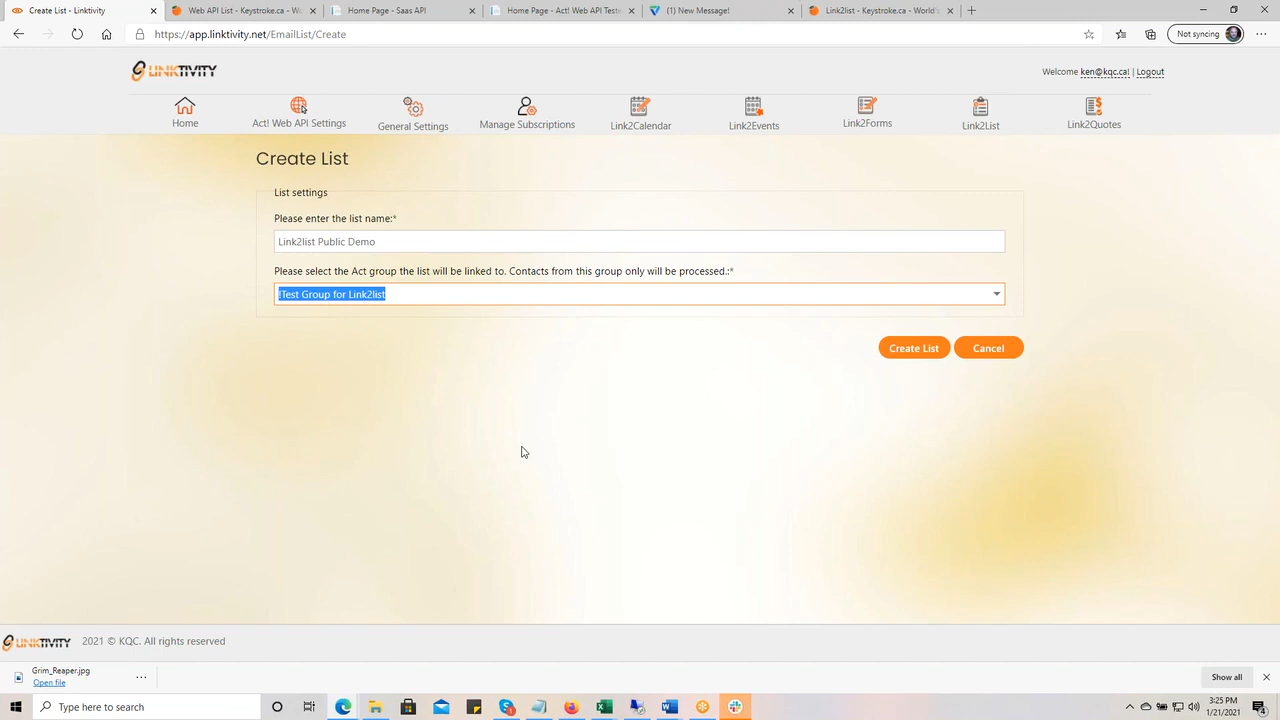 Create List - Linktivity
Web API List - Keystroke.ca - Wo
Home Page - Saas API
Home Page - Act! Web API Teste
(1) New Message!
Link2list - Keystroke.ca - World's
Not syncing
https://app.linktivity.net/EmailList/Create
LINKTIVITY
Welcome ken@kqc.ca! | Logout
Home
Act! Web API Settings
General Settings
Manage Subscriptions
Link2Calendar
Link2Events
Link2Forms
Link2List
Link2Quotes
Create List
List settings
Please enter the list name:*
Link2list Public Demo
Please select the Act group the list will be linked to. Contacts from this group only will be processed.:*
!Test Group for Link2list
Create List
Cancel
LINKTIVITY
2021 © KQC. All rights reserved
Grim_Reaper.jpg
Open file
Show all
Type here to search
3:25 PM
1/21/2021